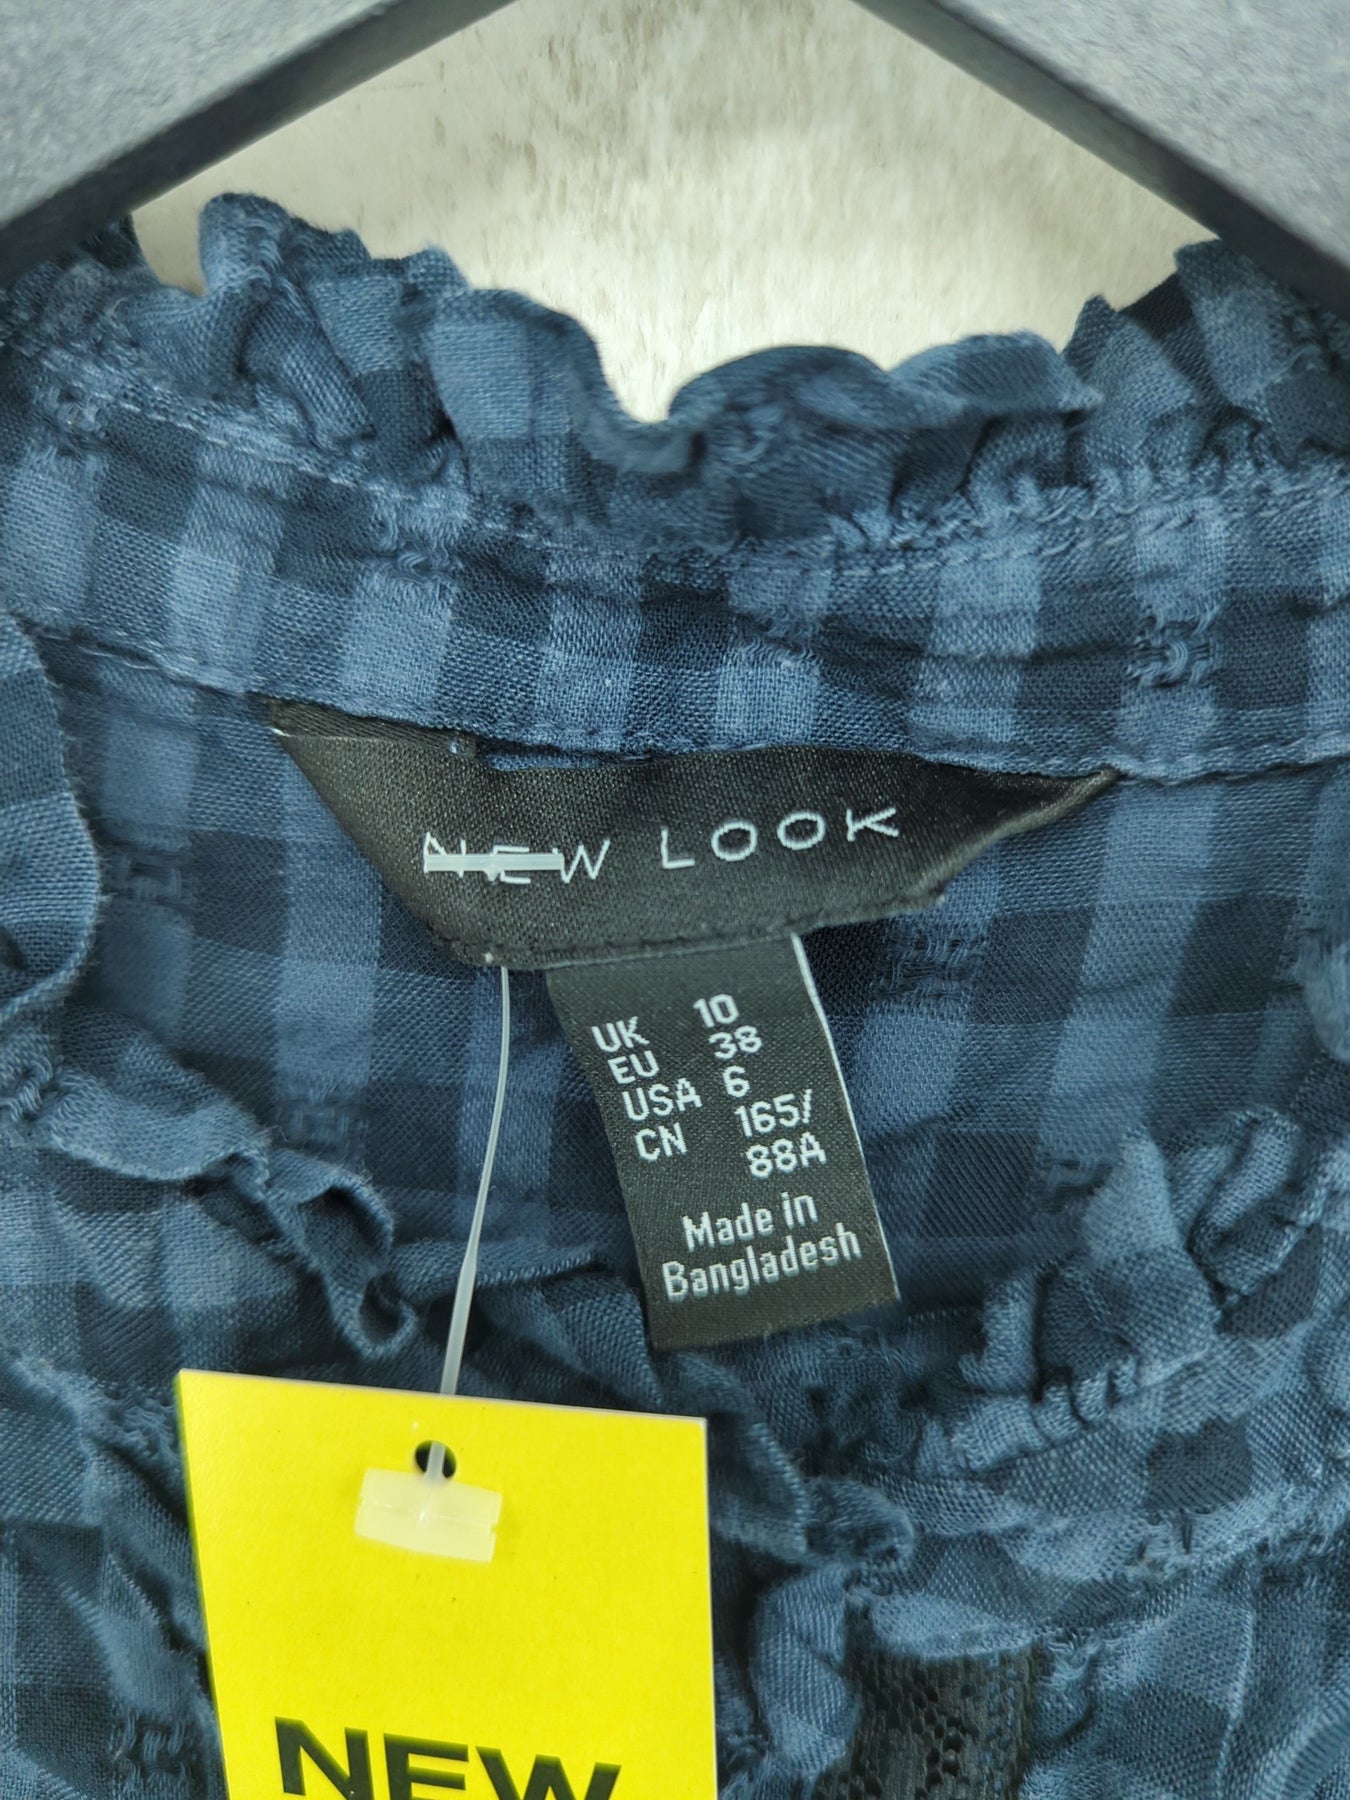 NEW LOOK
UK 10
EU 38
USA 6
CN 165/
88A
Made in
Bangladesh
NEW